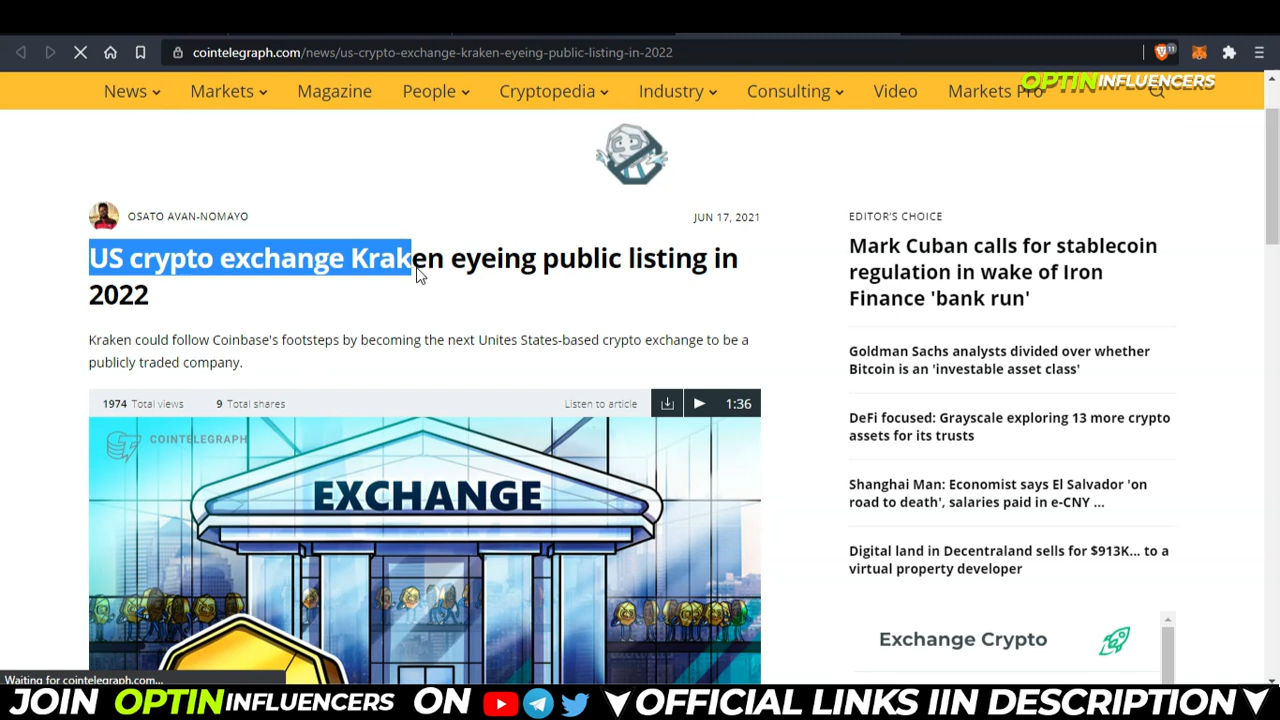 cointelegraph.com/news/us-crypto-exchange-kraken-eyeing-public-listing-in-2022
11
OPTIN INFLUENCERS
News Markets Magazine People Cryptopedia Industry Consulting Video Markets Pro
OSATO AVAN-NOMAYO
JUN 17, 2021
US crypto exchange Kraken eyeing public listing in
2022
Kraken could follow Coinbase's footsteps by becoming the next Unites States-based crypto exchange to be a
publicly traded company.
1974 Total views 9 Total shares Listen to article 1:36
COINTELEGRAPH
EXCHANGE
EDITOR'S CHOICE
Mark Cuban calls for stablecoin
regulation in wake of Iron
Finance 'bank run'
Goldman Sachs analysts divided over whether
Bitcoin is an 'investable asset class'
DeFi focused: Grayscale exploring 13 more crypto
assets for its trusts
Shanghai Man: Economist says El Salvador 'on
road to death', salaries paid in e-CNY ...
Digital land in Decentraland sells for $913K... to a
virtual property developer
Exchange Crypto
Waiting for cointelegraph.com...
JOIN OPTIN INFLUENCERS ON OFFICIAL LINKS IIN DESCRIPTION